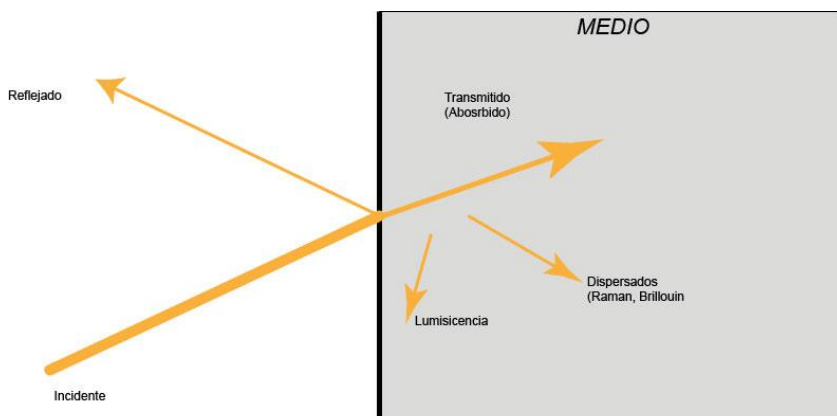 MEDIO
Reflejado
Transmitido
(Abosrbido)
Dispersados
(Raman, Brillouin
Lumisicencia
Incidente